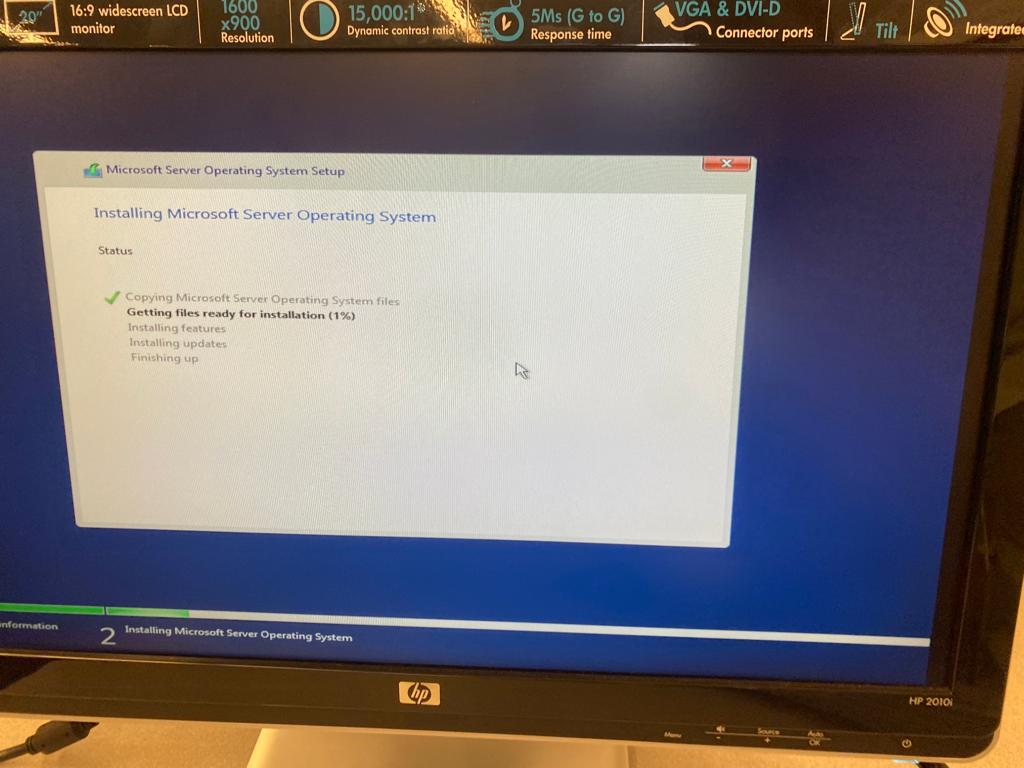 20"
16:9 widescreen LCD
monitor
1600
x900
Resolution
15,000:1*
Dynamic contrast ratio
5Ms (G to G)
Response time
VGA & DVI-D
Connector ports
Tilt
Integrated
Microsoft Server Operating System Setup
Installing Microsoft Server Operating System
Status
Copying Microsoft Server Operating System files
Getting files ready for installation (1%)
Installing features
Installing updates
Finishing up
information
2 Installing Microsoft Server Operating System
hp
HP 2010i
Menu
-
Source
+
Auto
OK